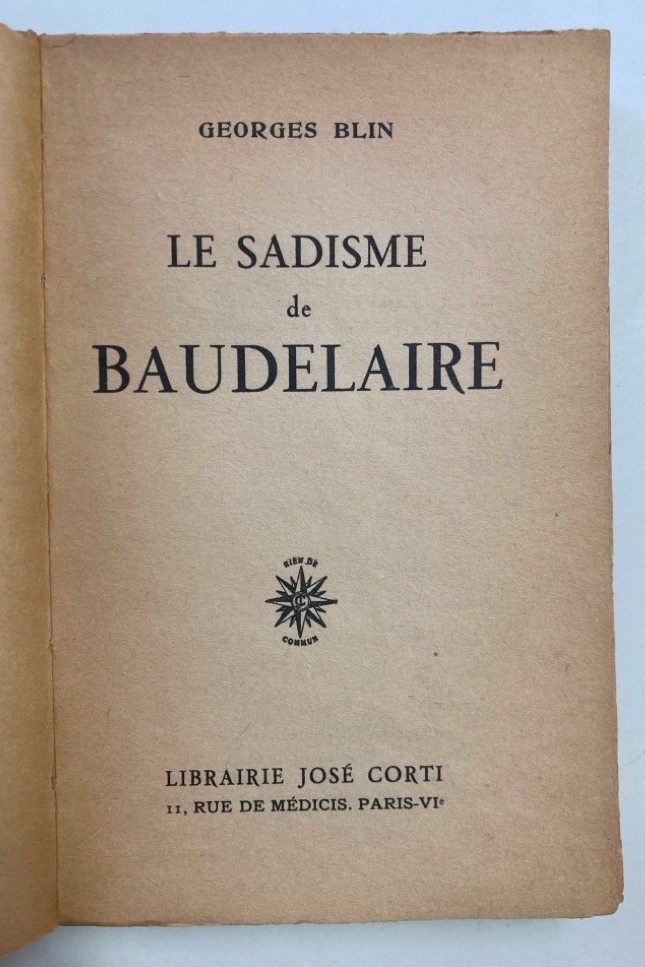 GEORGES BLIN
LE SADISME
de
BAUDELAIRE
RIEN DE
C
COMMUN
LIBRAIRIE JOSÉ CORTI
11, RUE DE MÉDICIS. PARIS-VIe